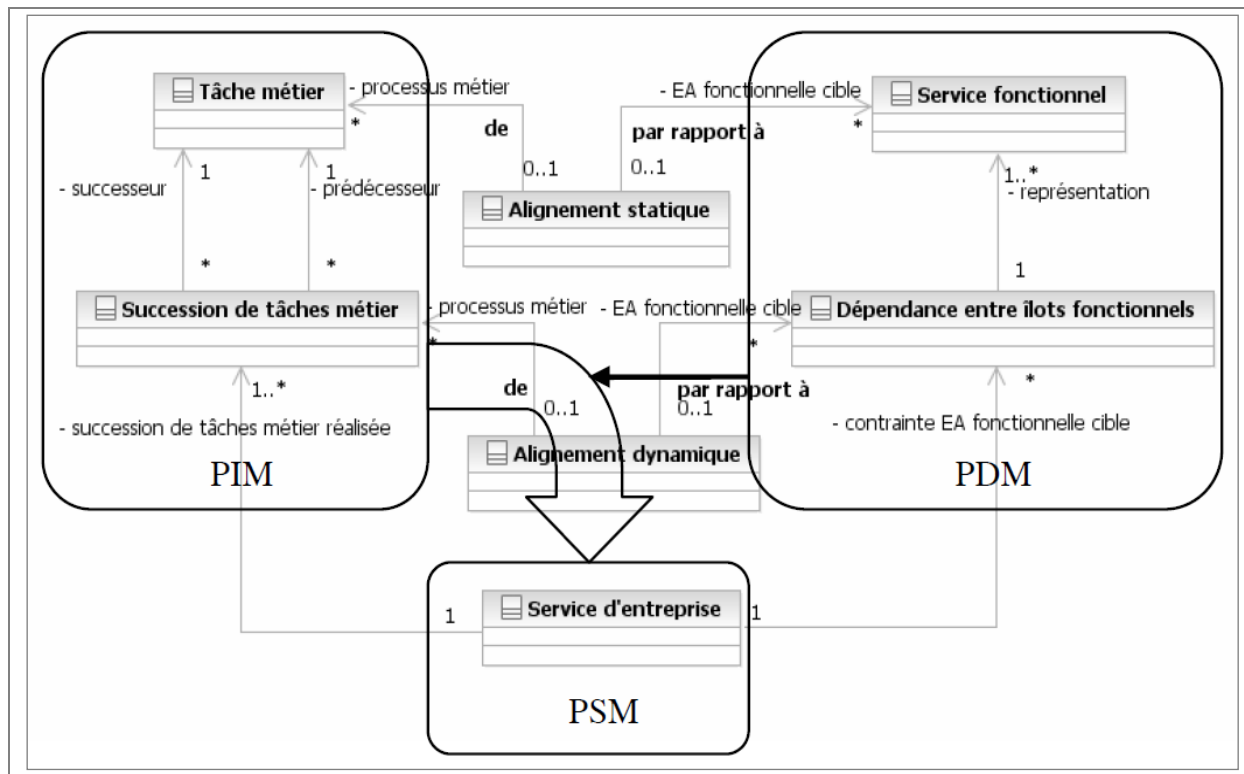 Tâche métier
- processus métier
*
de
0..1
- EA fonctionnelle cible
par rapport à
*
0..1
Service fonctionnel
1
1
- successeur
- prédécesseur
*
*
Alignement statique
1..*
- représentation
1
Succession de tâches métier
- processus métier
*
de
0..1
- EA fonctionnelle cible
*
par rapport à
0..1
Dépendance entre îlots fonctionnels
1..*
- succession de tâches métier réalisée
PIM
Alignement dynamique
*
- contrainte EA fonctionnelle cible
PDM
1
Service d'entreprise
1
PSM